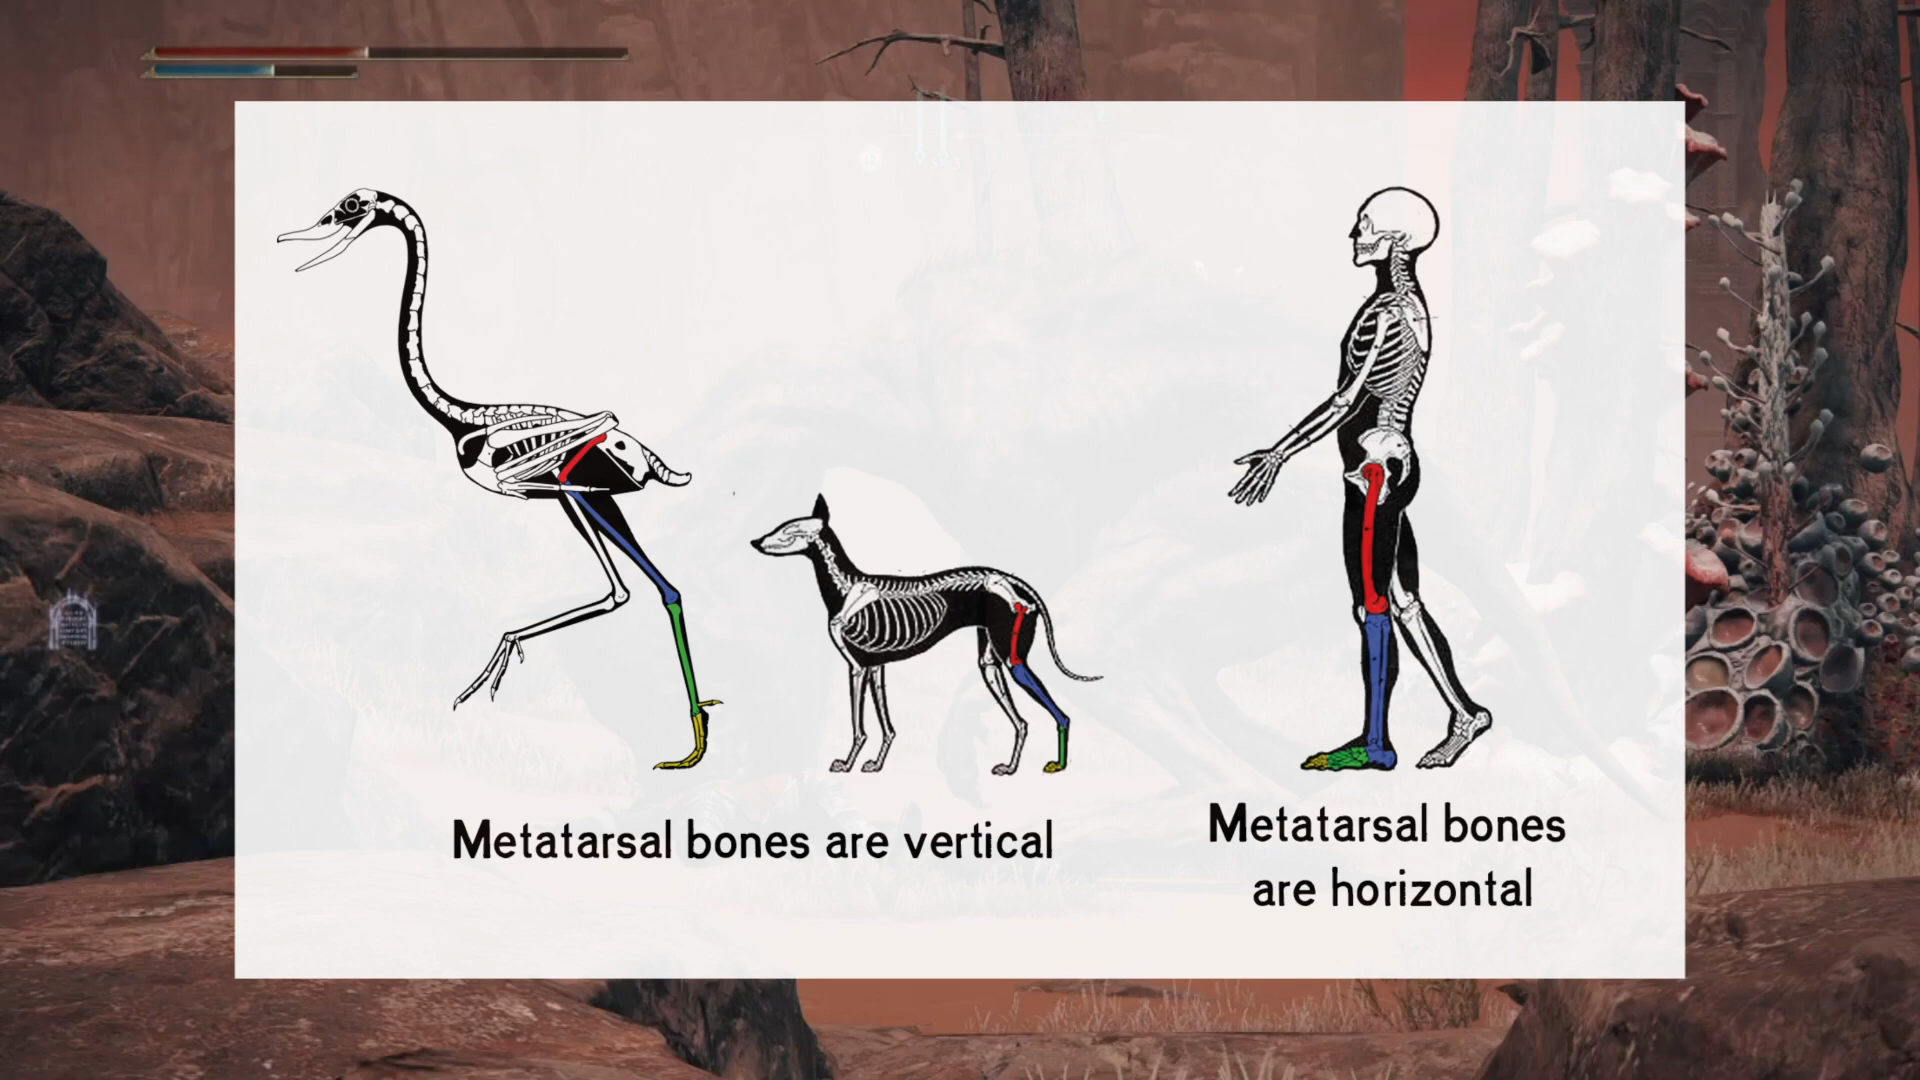 Metatarsal bones are vertical
Metatarsal bones
are horizontal